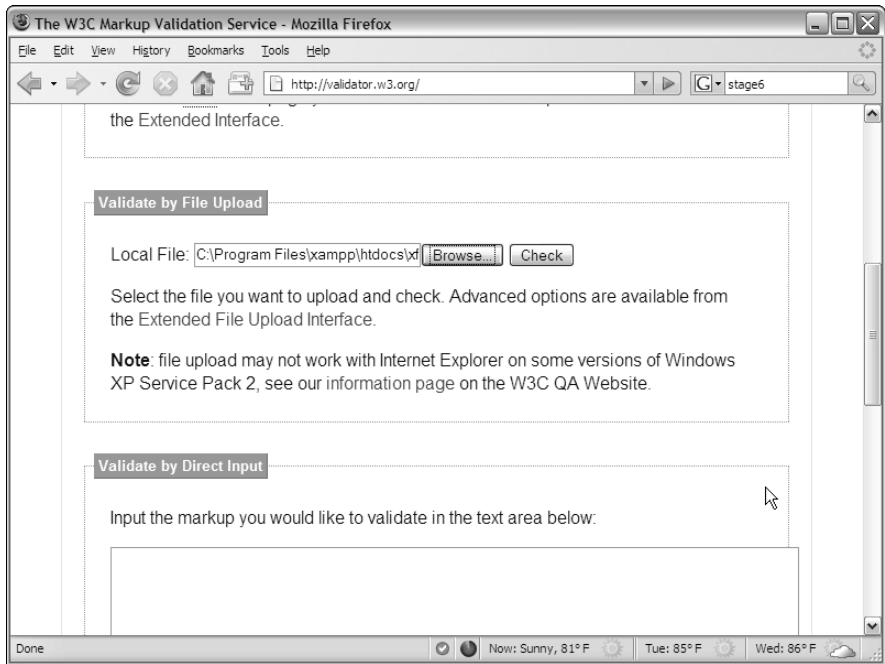 The W3C Markup Validation Service - Mozilla Firefox
File Edit View History Bookmarks Tools Help
http://validator.w3.org/
G stage6
the Extended Interface.
Validate by File Upload
Local File: C:\Program Files\xampp\htdocs\xf Browse... Check
Select the file you want to upload and check. Advanced options are available from
the Extended File Upload Interface.
Note: file upload may not work with Internet Explorer on some versions of Windows
XP Service Pack 2, see our information page on the W3C QA Website.
Validate by Direct Input
Input the markup you would like to validate in the text area below:
Done Now: Sunny, 81° F Tue: 85° F Wed: 86° F